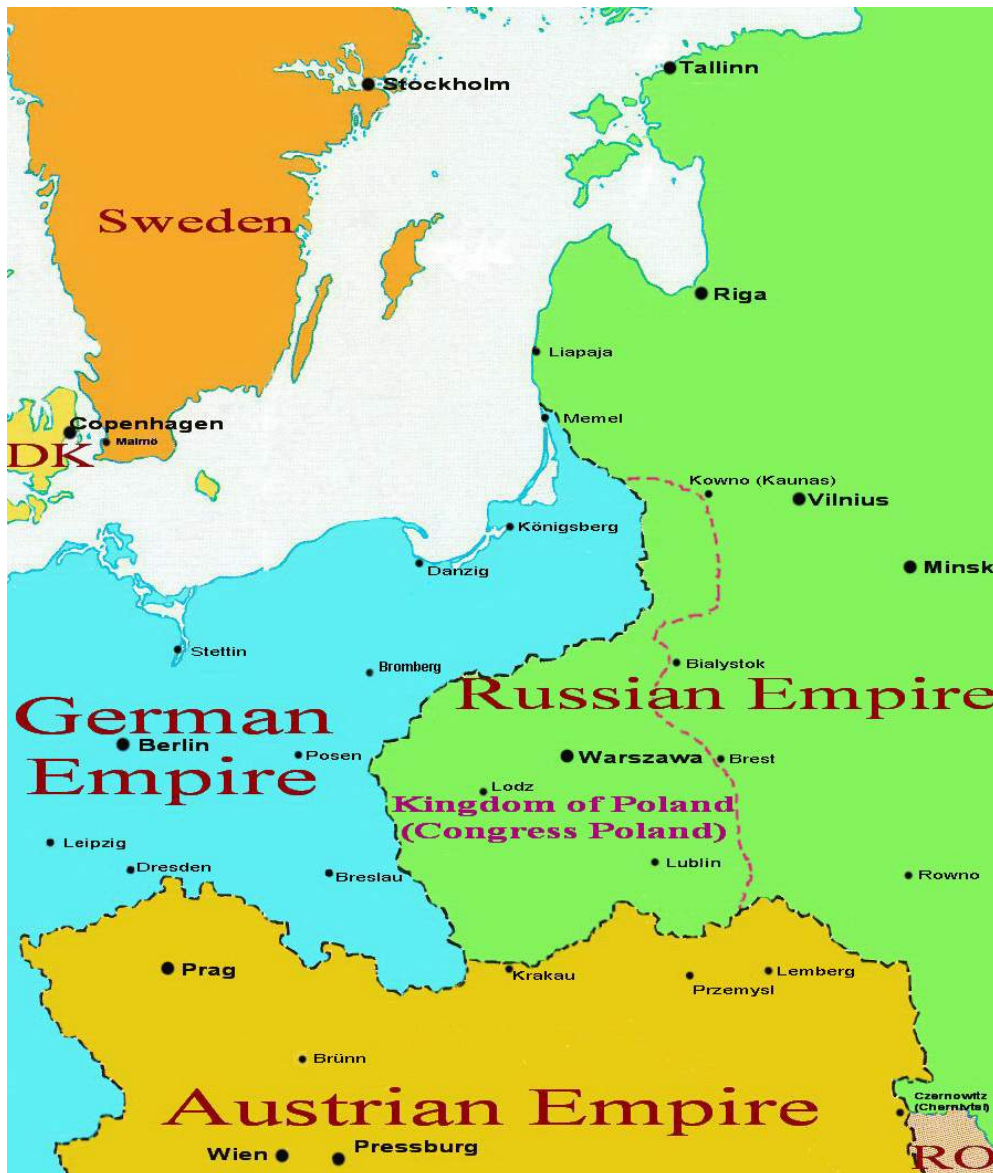 Tallinn
Stockholm
Sweden
Riga
Liapaja
Memel
Copenhagen
Malmö
DK
Kowno (Kaunas)
Vilnius
Königsberg
Minsk
Danzig
Stettin
Bialystok
Bromberg
Russian Empire
German
Empire
Berlin
Posen
Warszawa
Brest
Lodz
Kingdom of Poland
(Congress Poland)
Leipzig
Dresden
Breslau
Lublin
Rowno
Prag
Krakau
Przemysl
Lemberg
Brünn
Austrian Empire
Czernowitz
(Chernivtsi)
Wien
Pressburg
RO